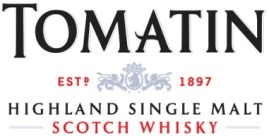 TOMATIN
ESTD 1897
HIGHLAND SINGLE MALT
SCOTCH WHISKY